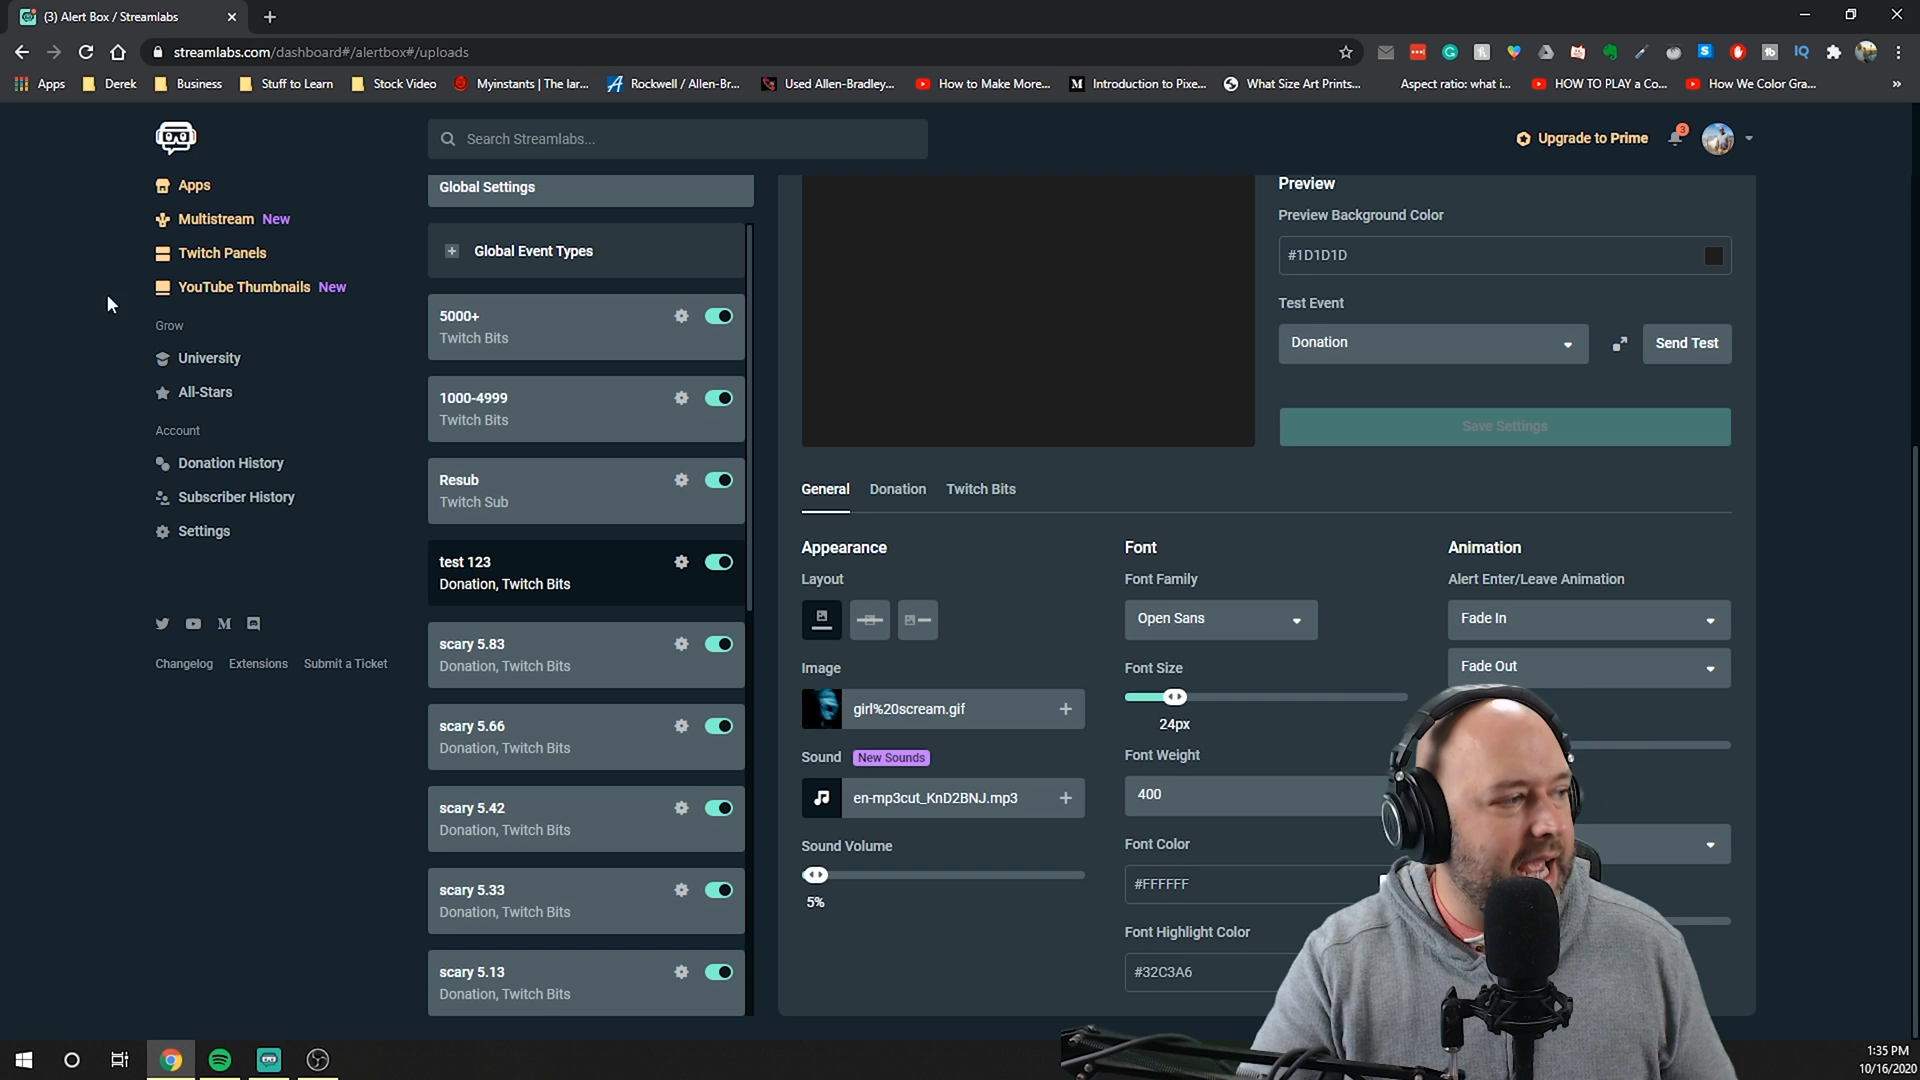 (3) Alert Box / Streamlabs
streamlabs.com/dashboard#/alertbox#/uploads
Apps
Derek
Business
Stuff to Learn
Stock Video
Myinstants | The lar...
Rockwell / Allen-Br...
Used Allen-Bradley...
How to Make More...
Introduction to Pixe...
What Size Art Prints...
Aspect ratio: what i...
HOW TO PLAY a Co...
How We Color Gra...
Search Streamlabs...
Upgrade to Prime
3
Apps
Multistream New
Twitch Panels
YouTube Thumbnails New
Grow
University
All-Stars
Account
Donation History
Subscriber History
Settings
Changelog Extensions Submit a Ticket
Global Settings
Global Event Types
5000+
Twitch Bits
1000-4999
Twitch Bits
Resub
Twitch Sub
test 123
Donation, Twitch Bits
scary 5.83
Donation, Twitch Bits
scary 5.66
Donation, Twitch Bits
scary 5.42
Donation, Twitch Bits
scary 5.33
Donation, Twitch Bits
scary 5.13
Donation, Twitch Bits
Preview
Preview Background Color
#1D1D1D
Test Event
Donation
Send Test
Save Settings
General Donation Twitch Bits
Appearance
Layout
Image
girl%20scream.gif
Sound New Sounds
en-mp3cut_KnD2BNJ.mp3
Sound Volume
5%
Font
Font Family
Open Sans
Font Size
24px
Font Weight
400
Font Color
#FFFFFF
Font Highlight Color
#32C3A6
Animation
Alert Enter/Leave Animation
Fade In
Fade Out
1:35 PM
10/16/2020